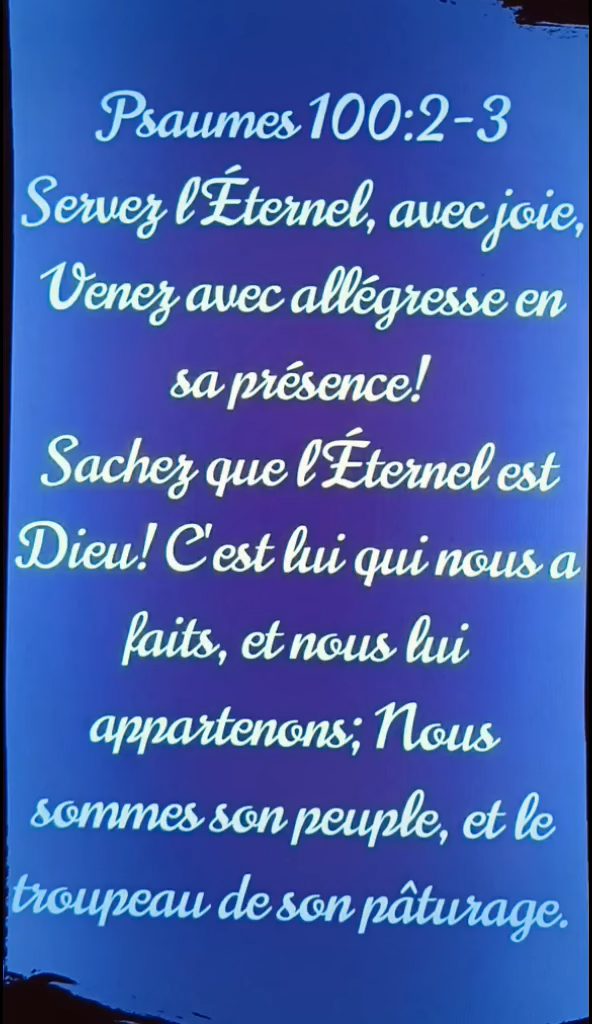 Psaumes 100:2-3
Servez l'Éternel, avec joie,
Venez avec allégresse en
sa présence!
Sachez que l'Éternel est
Dieu! C'est lui qui nous a
faits, et nous lui
appartenons; Nous
sommes son peuple, et le
troupeau de son pâturage.